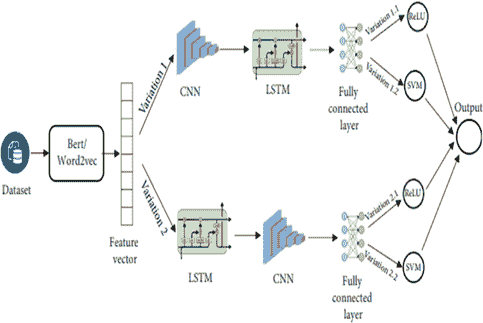 Dataset
Bert/
Word2vec
Feature
vector
Variation 1
CNN
LSTM
Fully
connected
layer
Variation 1.1
ReLU
Variation 1.2
SVM
Output
Variation 2
LSTM
CNN
Fully
connected
layer
Variation 2.1
ReLU
Variation 2.2
SVM